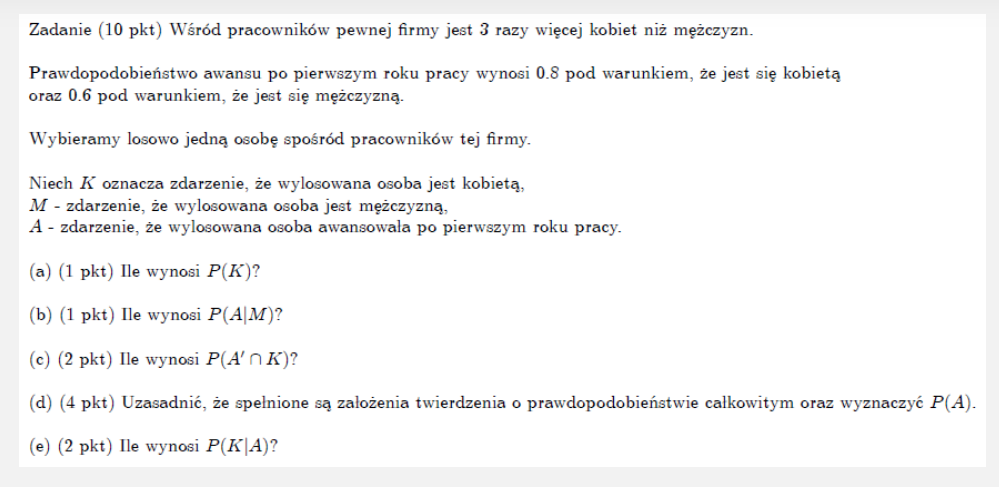 Zadanie (10 pkt) Wśród pracowników pewnej firmy jest 3 razy więcej kobiet niż mężczyzn.
Prawdopodobieństwo awansu po pierwszym roku pracy wynosi 0.8 pod warunkiem, że jest się kobietą
oraz 0.6 pod warunkiem, że jest się mężczyzną.
Wybieramy losowo jedną osobę spośród pracowników tej firmy.
Niech K oznacza zdarzenie, że wylosowana osoba jest kobietą,
M - zdarzenie, że wylosowana osoba jest mężczyzną,
A - zdarzenie, że wylosowana osoba awansowała po pierwszym roku pracy.
(a) (1 pkt) Ile wynosi P(K)?
(b) (1 pkt) Ile wynosi P(A|M)?
(c) (2 pkt) Ile wynosi P(A′ ∩ K)?
(d) (4 pkt) Uzasadnić, że spełnione są założenia twierdzenia o prawdopodobieństwie całkowitym oraz wyznaczyć P(A).
(e) (2 pkt) Ile wynosi P(K|A)?